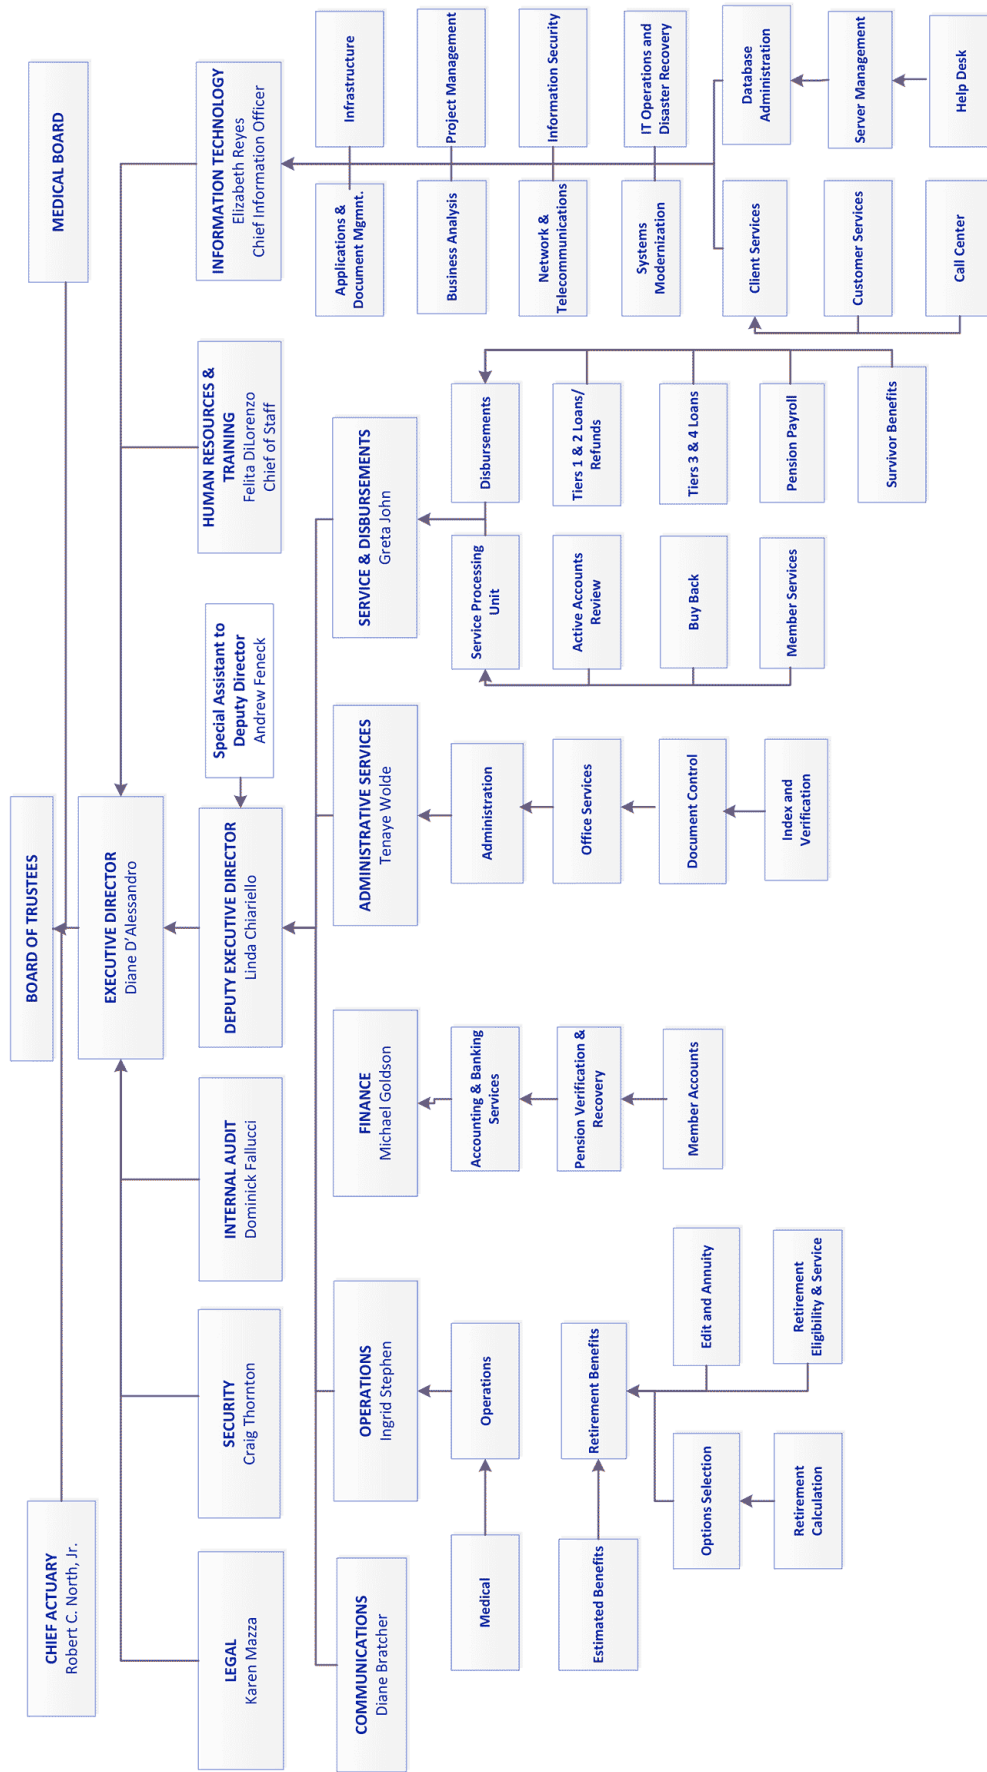 BOARD OF TRUSTEES
CHIEF ACTUARY
Robert C. North, Jr.
MEDICAL BOARD
EXECUTIVE DIRECTOR
Diane D’Alessandro
LEGAL
Karen Mazza
SECURITY
Craig Thornton
INTERNAL AUDIT
Dominick Fallucci
DEPUTY EXECUTIVE DIRECTOR
Linda Chiariello
Special Assistant to
Deputy Director
Andrew Feneck
HUMAN RESOURCES &
TRAINING
Felita DiLorenzo
Chief of Staff
INFORMATION TECHNOLOGY
Elizabeth Reyes
Chief Information Officer
COMMUNICATIONS
Diane Bratcher
OPERATIONS
Ingrid Stephen
FINANCE
Michael Goldson
ADMINISTRATIVE SERVICES
Tenaye Wolde
SERVICE & DISBURSEMENTS
Greta John
Medical
Operations
Estimated Benefits
Retirement Benefits
Options Selection
Edit and Annuity
Retirement
Calculation
Retirement
Eligibility & Service
Accounting & Banking
Services
Pension Verification &
Recovery
Member Accounts
Administration
Office Services
Document Control
Index and
Verification
Service Processing
Unit
Active Accounts
Review
Buy Back
Member Services
Disbursements
Tiers 1 & 2 Loans/
Refunds
Tiers 3 & 4 Loans
Pension Payroll
Survivor Benefits
Applications &
Document Mgmnt.
Infrastructure
Business Analysis
Project Management
Network &
Telecommunications
Information Security
Systems
Modernization
IT Operations and
Disaster Recovery
Client Services
Database
Administration
Customer Services
Server Management
Call Center
Help Desk